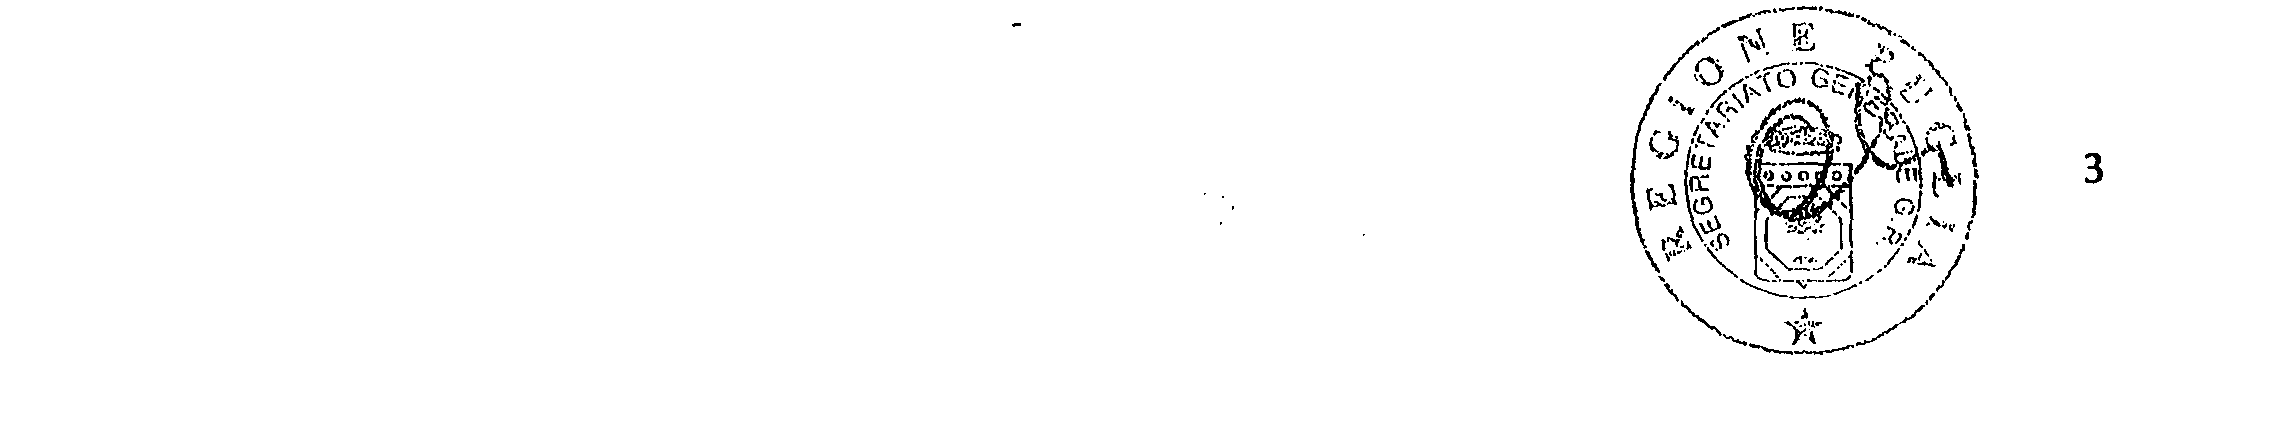 REGIONE PUGLIA
SEGRETARIATO GENERALE G.R.
3